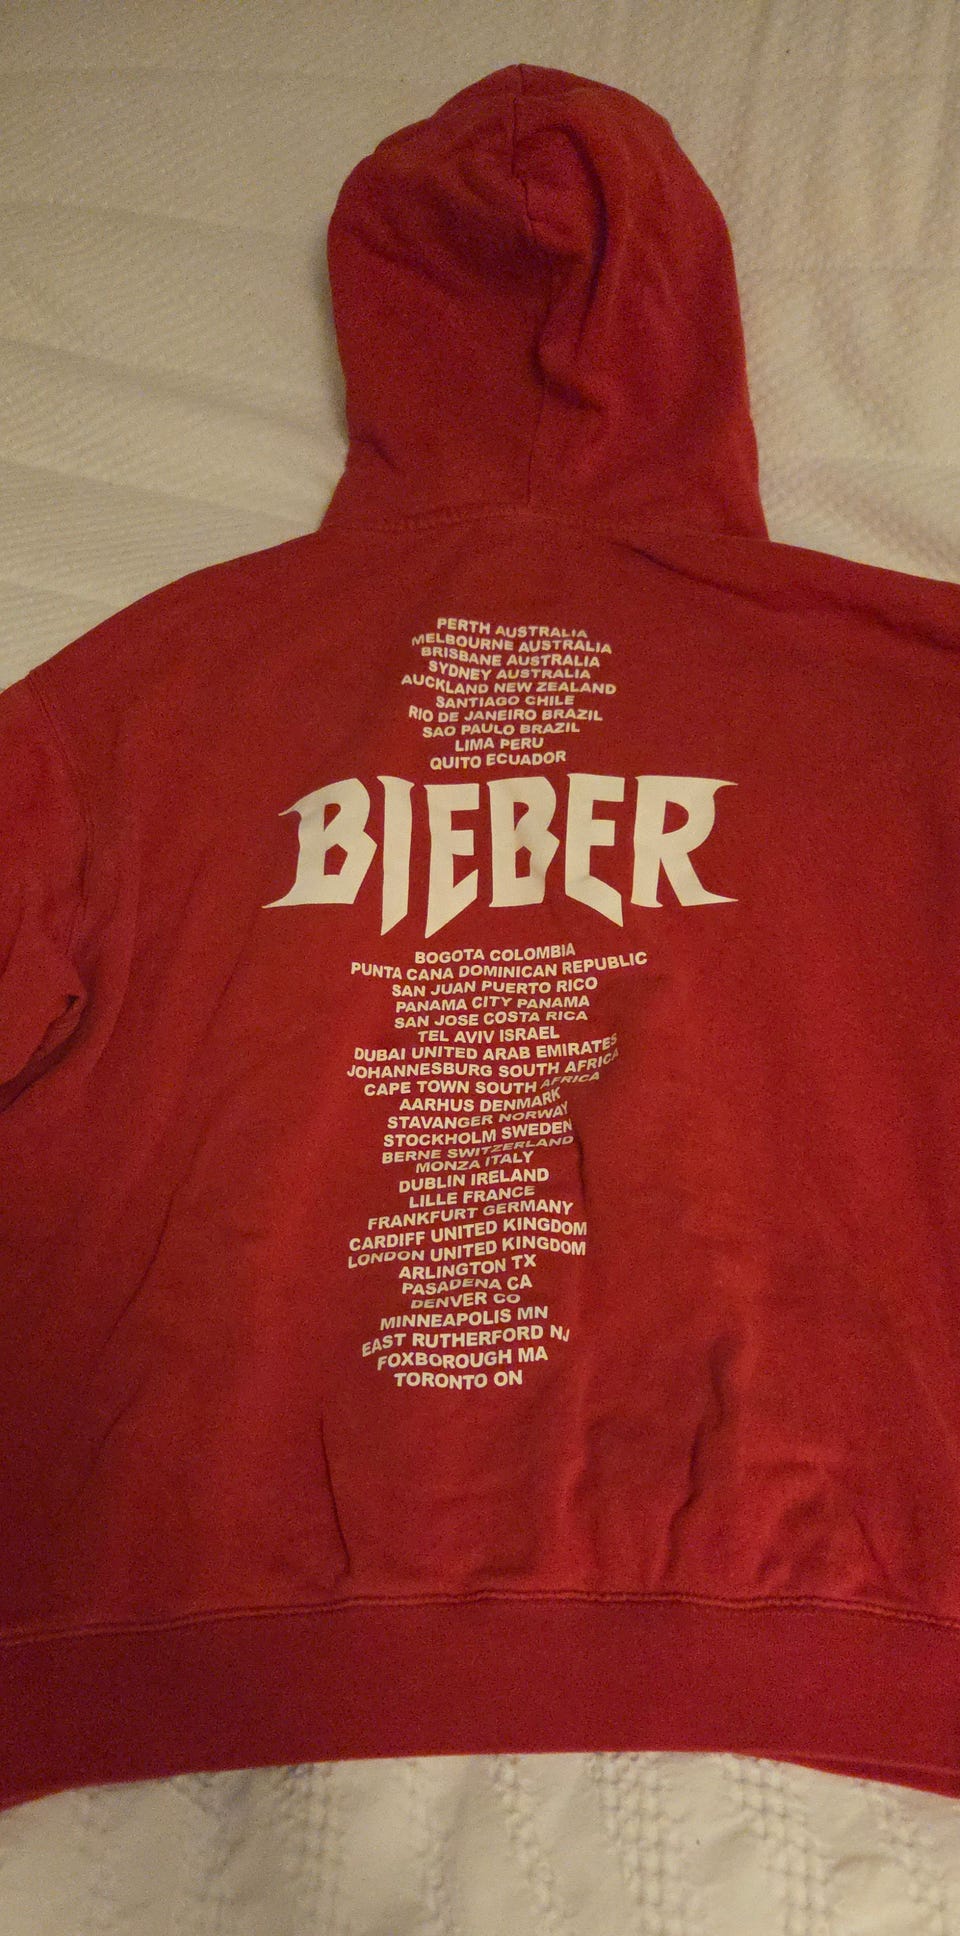 PERTH AUSTRALIA
MELBOURNE AUSTRALIA
BRISBANE AUSTRALIA
SYDNEY AUSTRALIA
AUCKLAND NEW ZEALAND
SANTIAGO CHILE
RIO DE JANEIRO BRAZIL
SAO PAULO BRAZIL
LIMA PERU
QUITO ECUADOR
BIEBER
BOGOTA COLOMBIA
PUNTA CANA DOMINICAN REPUBLIC
SAN JUAN PUERTO RICO
PANAMA CITY PANAMA
SAN JOSE COSTA RICA
TEL AVIV ISRAEL
DUBAI UNITED ARAB EMIRATES
JOHANNESBURG SOUTH AFRICA
CAPE TOWN SOUTH AFRICA
AARHUS DENMARK
STAVANGER NORWAY
STOCKHOLM SWEDEN
BERNE SWITZERLAND
MONZA ITALY
DUBLIN IRELAND
LILLE FRANCE
FRANKFURT GERMANY
CARDIFF UNITED KINGDOM
LONDON UNITED KINGDOM
ARLINGTON TX
PASADENA CA
DENVER CO
MINNEAPOLIS MN
EAST RUTHERFORD NJ
FOXBOROUGH MA
TORONTO ON